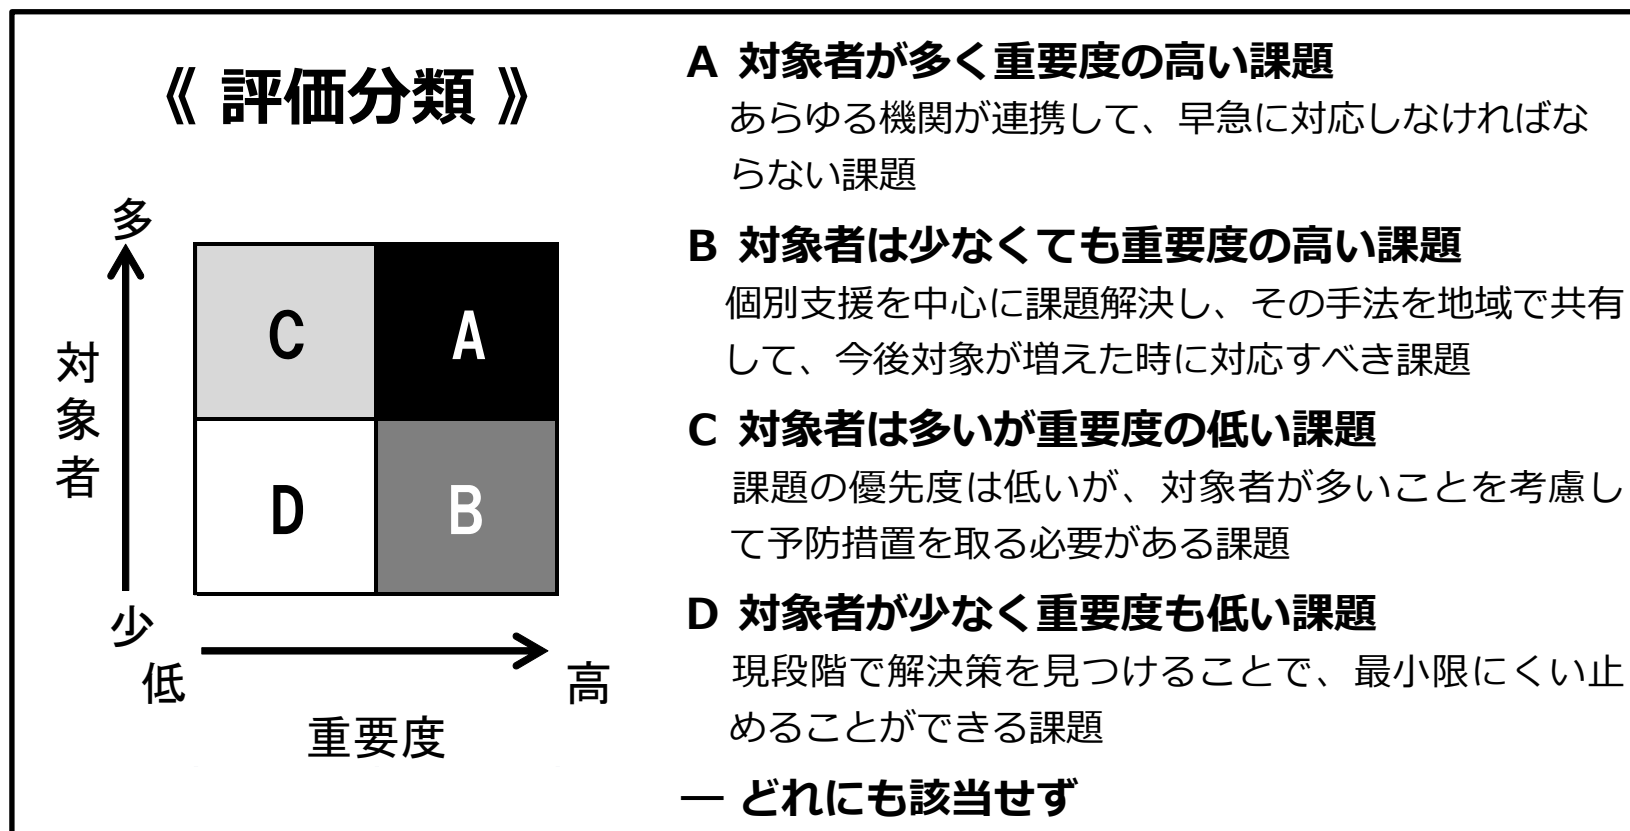 《 評価分類 》
多
対象者
少
低
高
重要度
C
A
D
B
A 対象者が多く重要度の高い課題
あらゆる機関が連携して、早急に対応しなければな
らない課題
B 対象者は少なくても重要度の高い課題
個別支援を中心に課題解決し、その手法を地域で共有
して、今後対象が増えた時に対応すべき課題
C 対象者は多いが重要度の低い課題
課題の優先度は低いが、対象者が多いことを考慮し
て予防措置を取る必要がある課題
D 対象者が少なく重要度も低い課題
現段階で解決策を見つけることで、最小限にくい止
めることができる課題
― どれにも該当せず